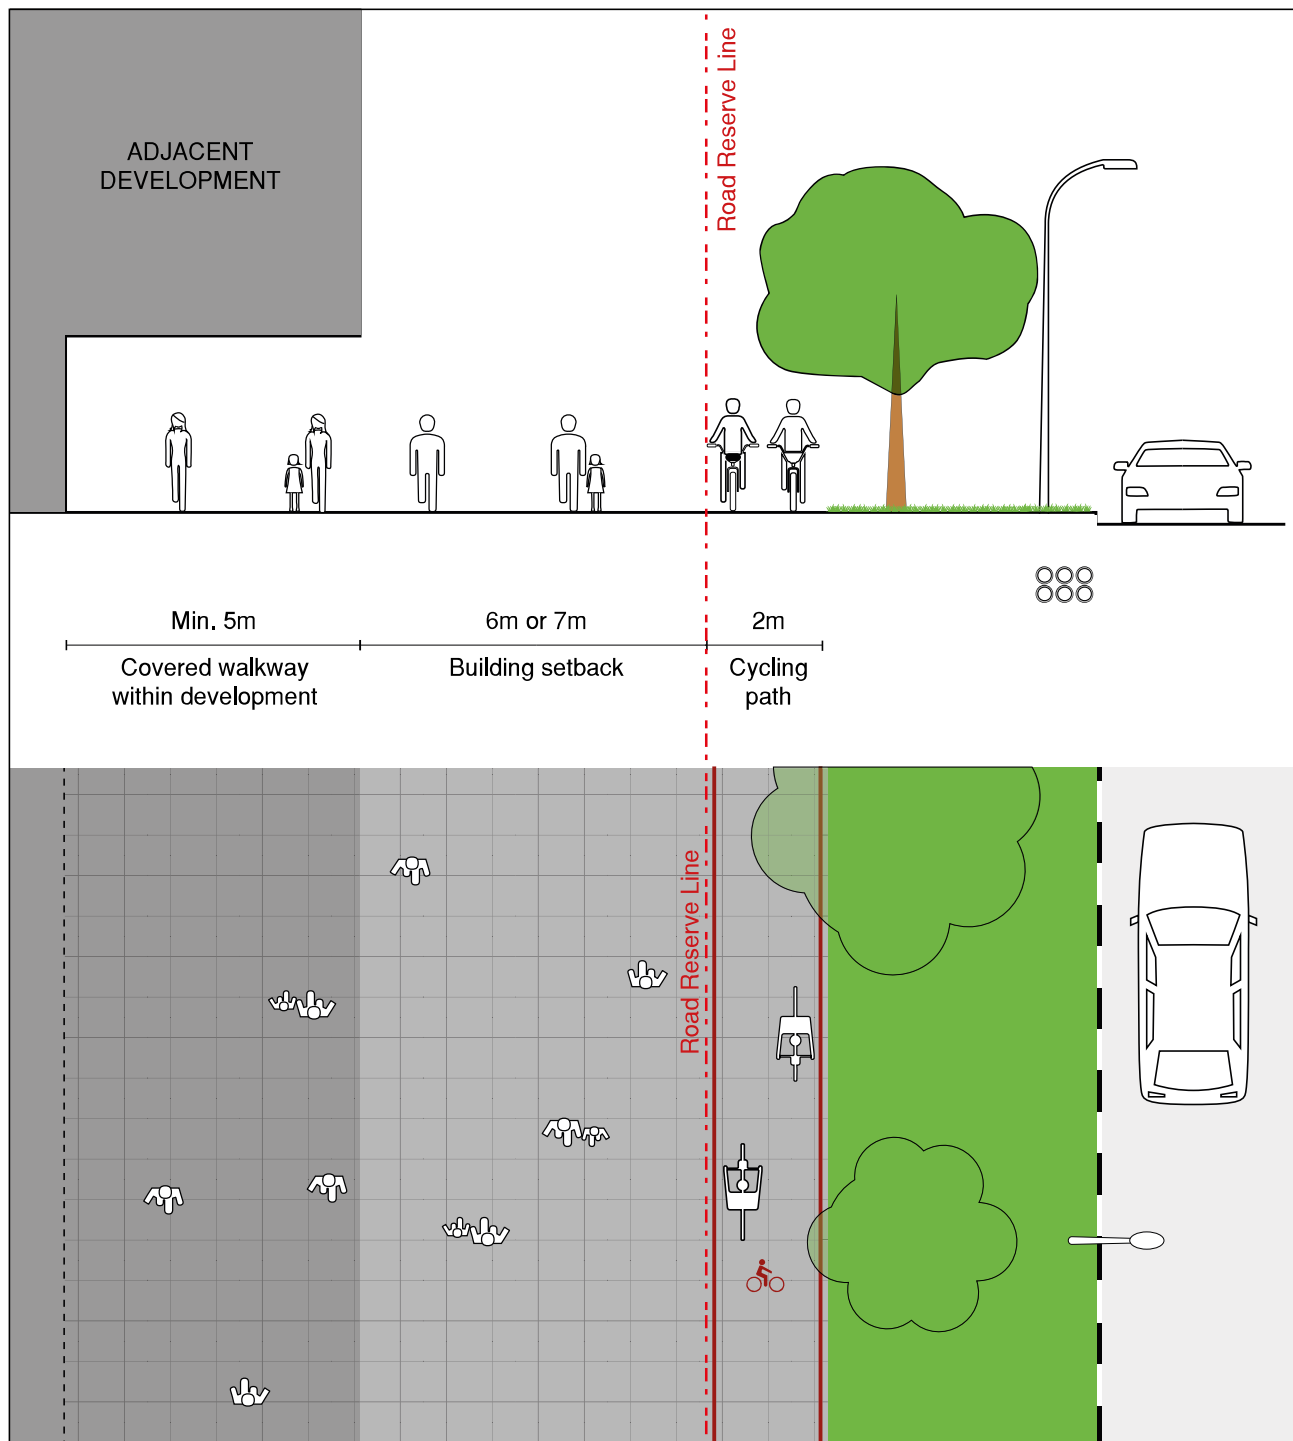 ADJACENT
DEVELOPMENT
Road Reserve Line
Min. 5m
6m or 7m
2m
Covered walkway
within development
Building setback
Cycling
path
Road Reserve Line